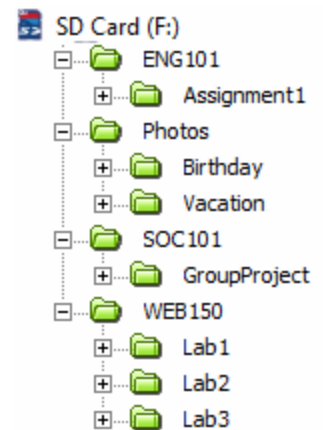 SD Card (F:)
ENG101
Assignment1
Photos
Birthday
Vacation
SOC101
GroupProject
WEB150
Lab1
Lab2
Lab3